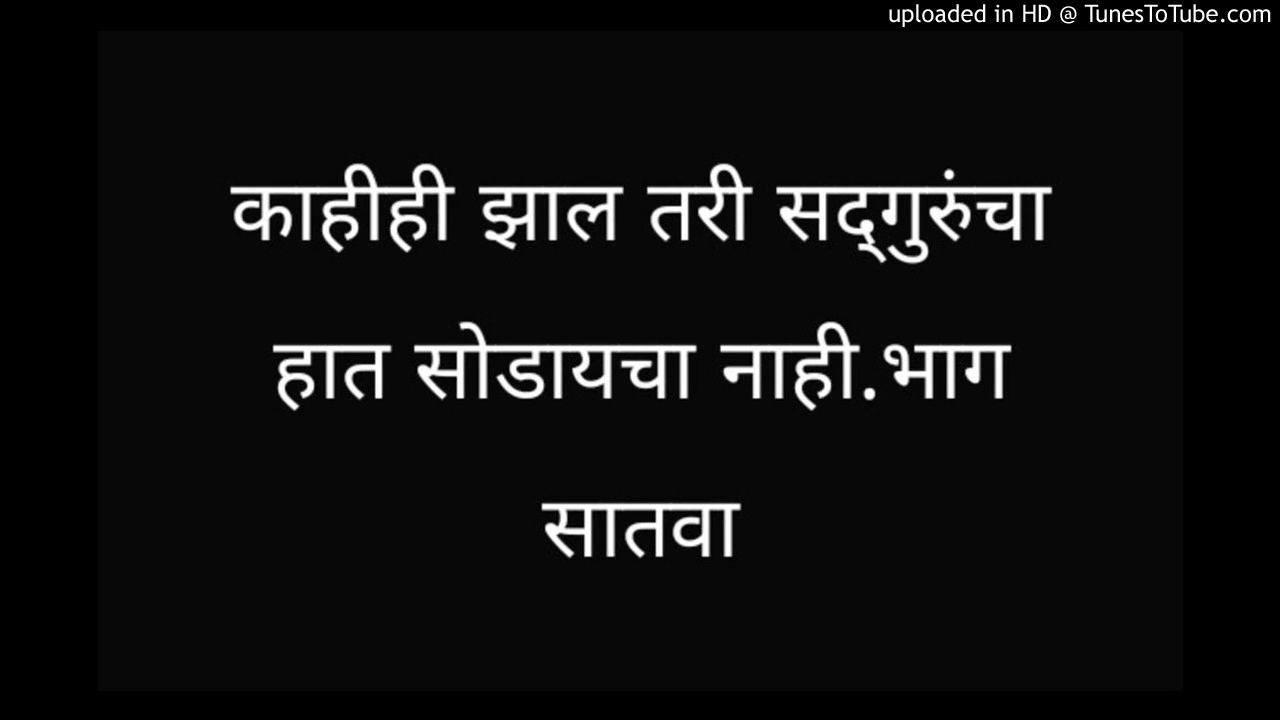 uploaded in HD @ TunesToTube.com
काहीही झाल तरी सद्‌गुरुंचा
हात सोडायचा नाही.भाग
सातवा